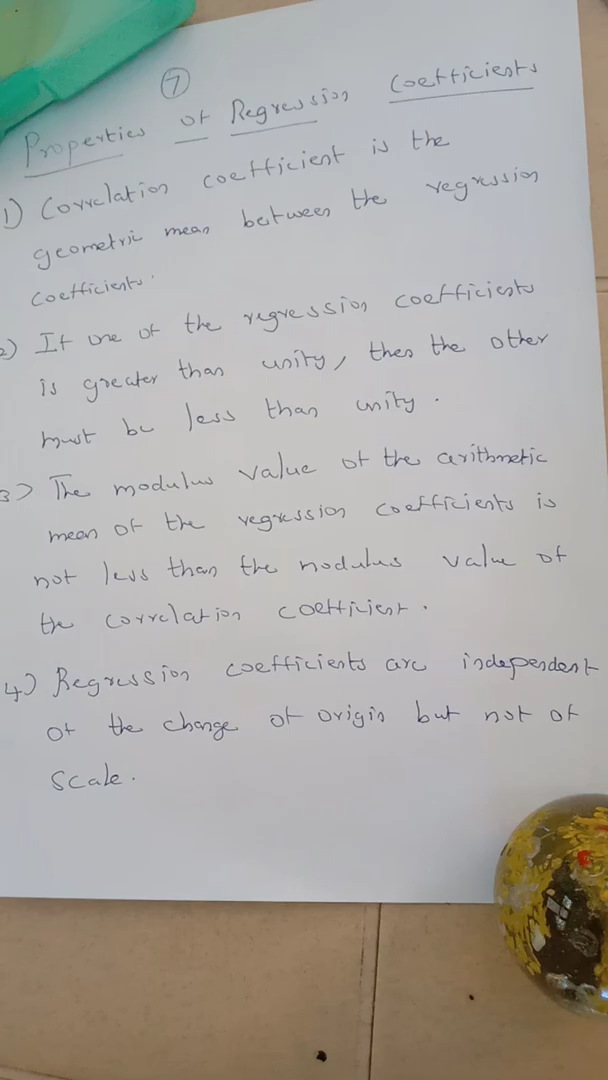 7
Properties of Regression Coefficients
1) Correlation coefficient is the
geometric mean between the regression
coefficients.
2) If one of the regression coefficients
is greater than unity, then the other
must be less than unity.
3) The modulus value of the arithmetic
mean of the regression coefficients is
not less than the modulus value of
the correlation coefficient.
4) Regression coefficients are independent
of the change of origin but not of
scale.